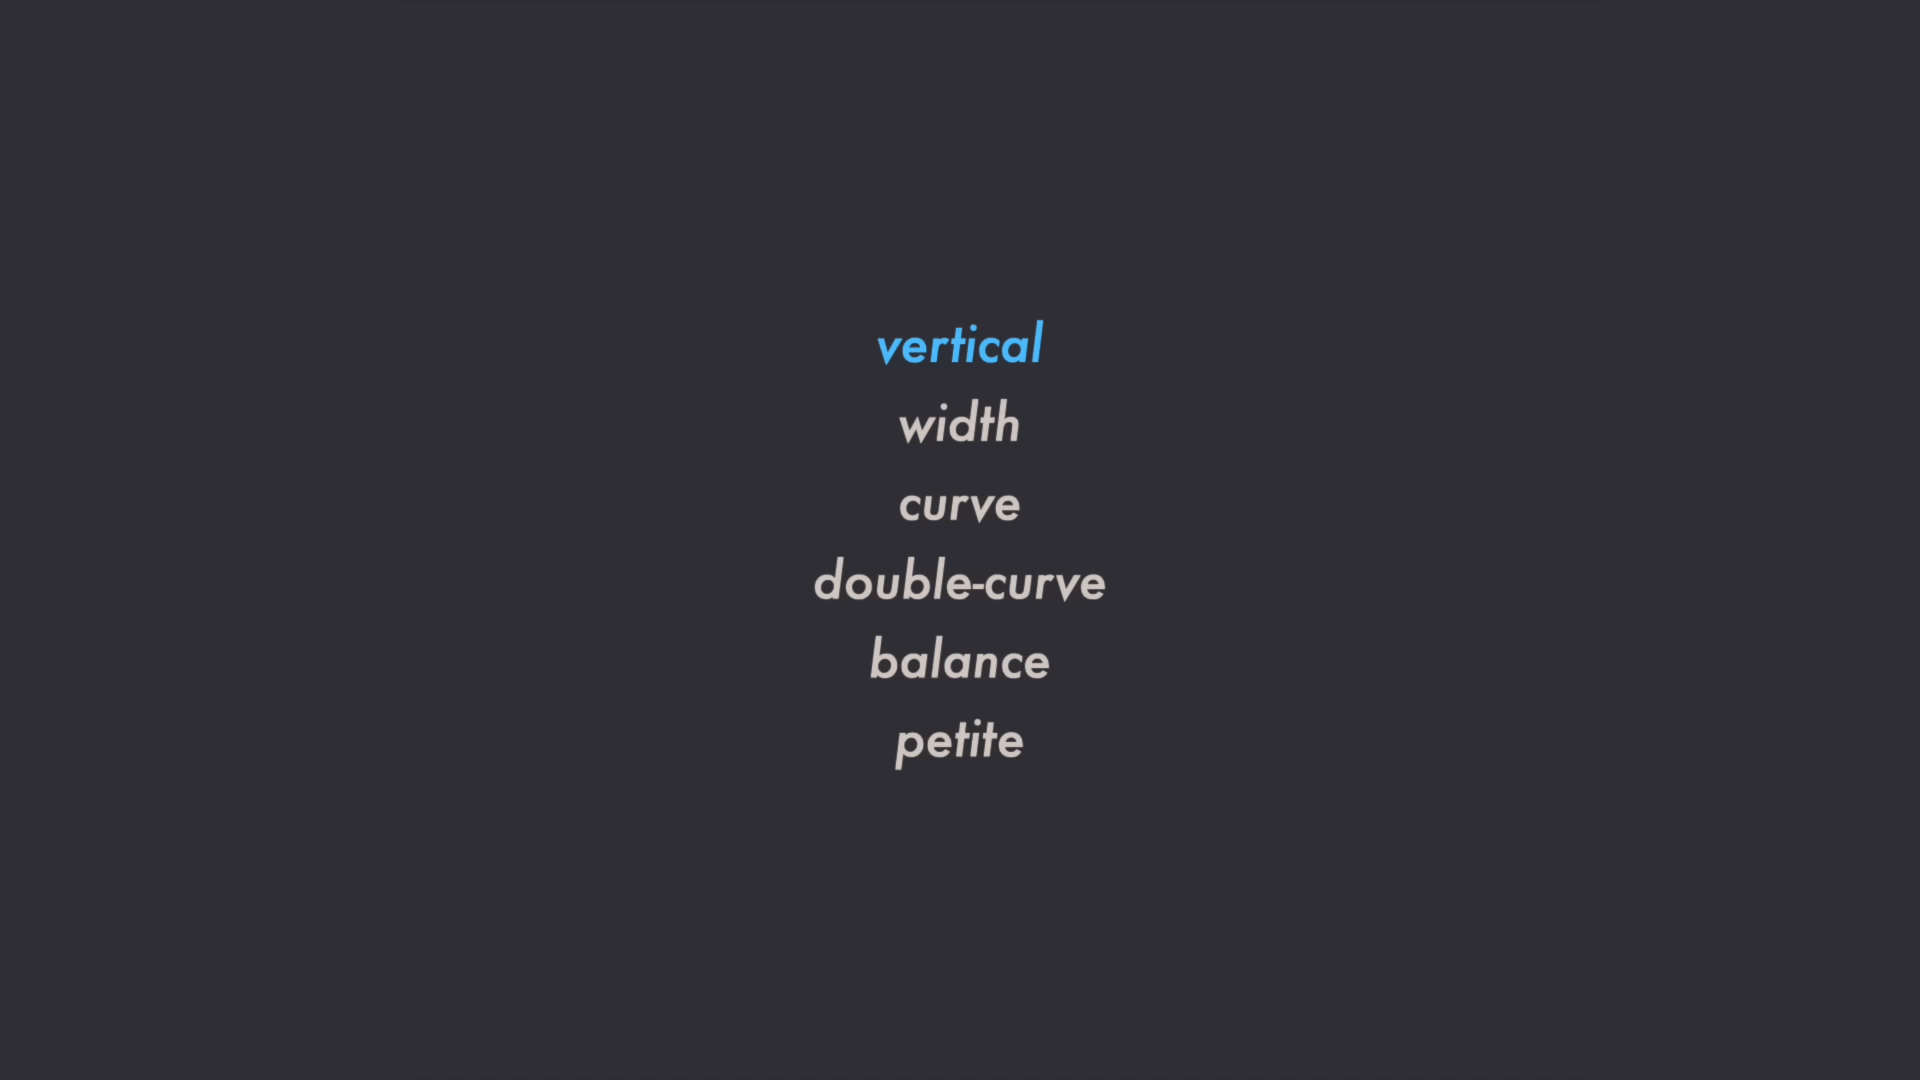 vertical
width
curve
double-curve
balance
petite